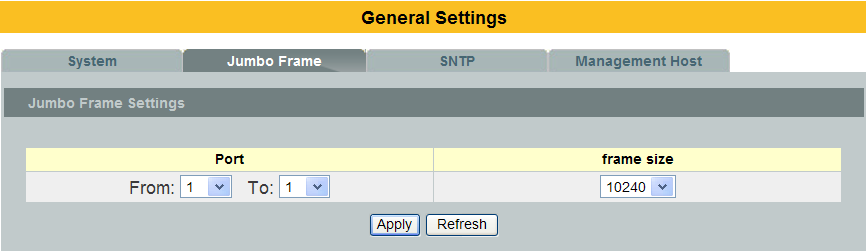 General Settings
System Jumbo Frame SNTP Management Host
Jumbo Frame Settings
Port frame size
From: 1 To: 1 10240
Apply Refresh